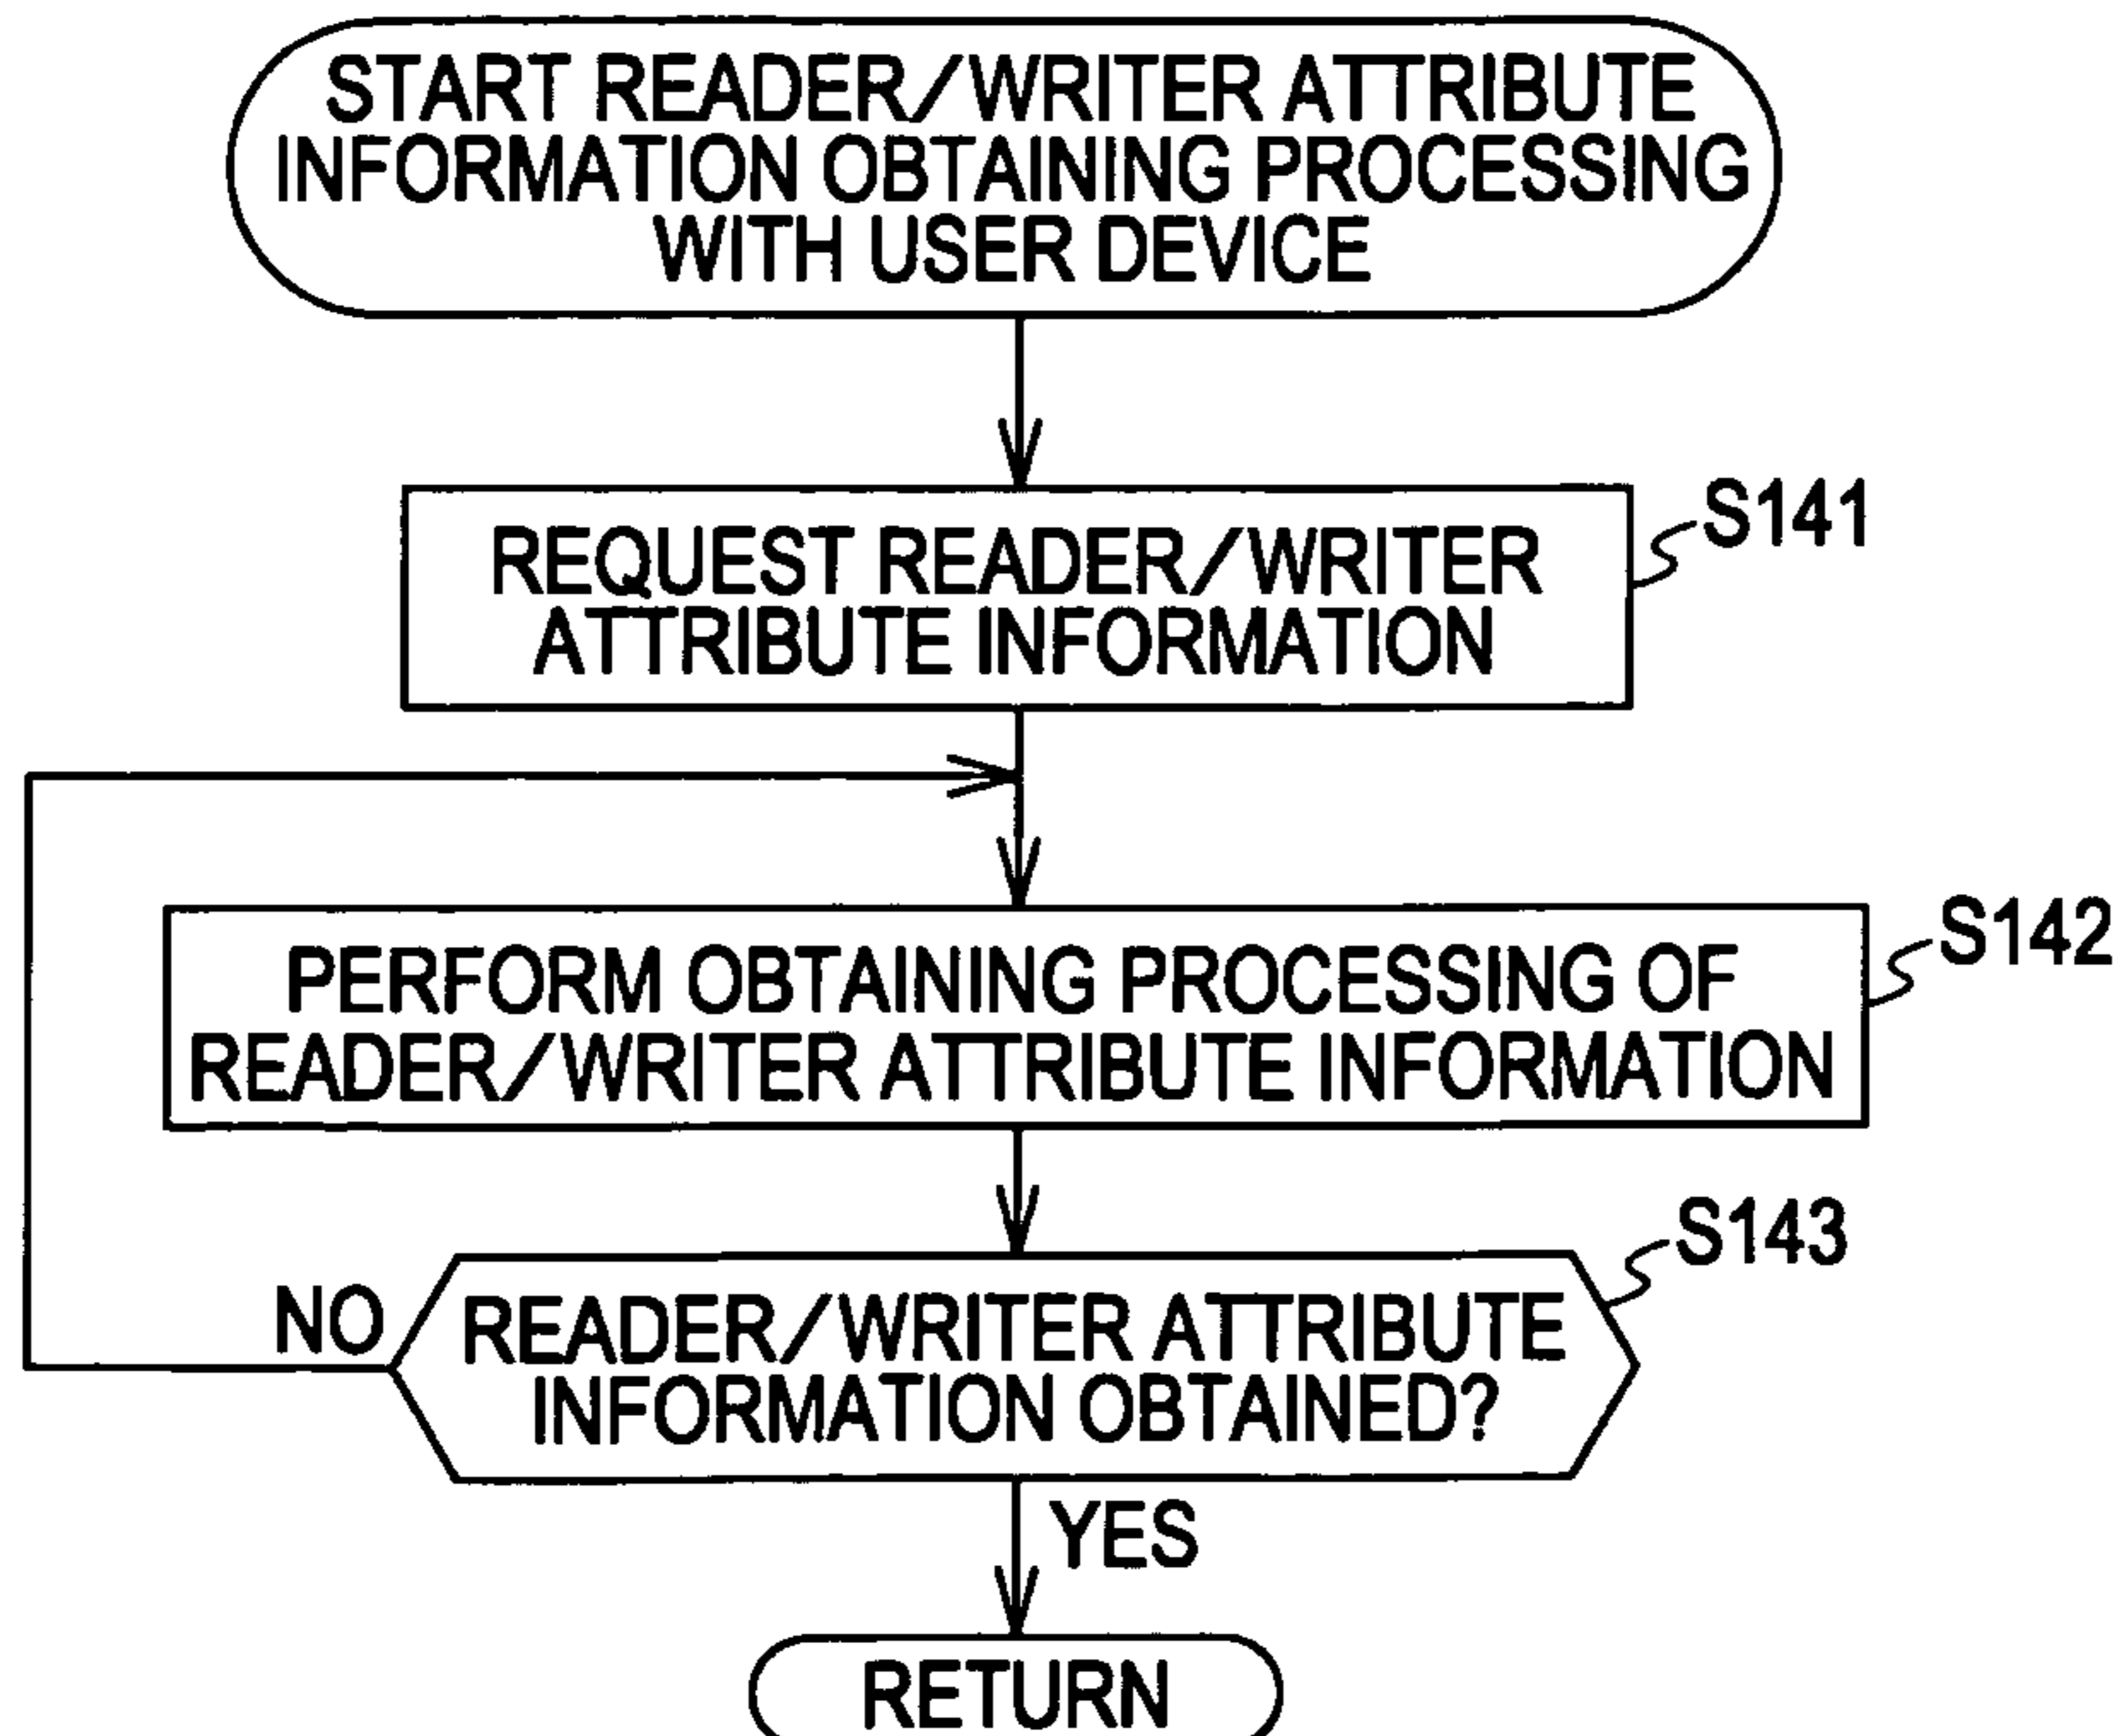 START READER/WRITER ATTRIBUTE
INFORMATION OBTAINING PROCESSING
WITH USER DEVICE
S141
REQUEST READER/WRITER
ATTRIBUTE INFORMATION
S142
PERFORM OBTAINING PROCESSING OF
READER/WRITER ATTRIBUTE INFORMATION
S143
NO
READER/WRITER ATTRIBUTE
INFORMATION OBTAINED?
YES
RETURN